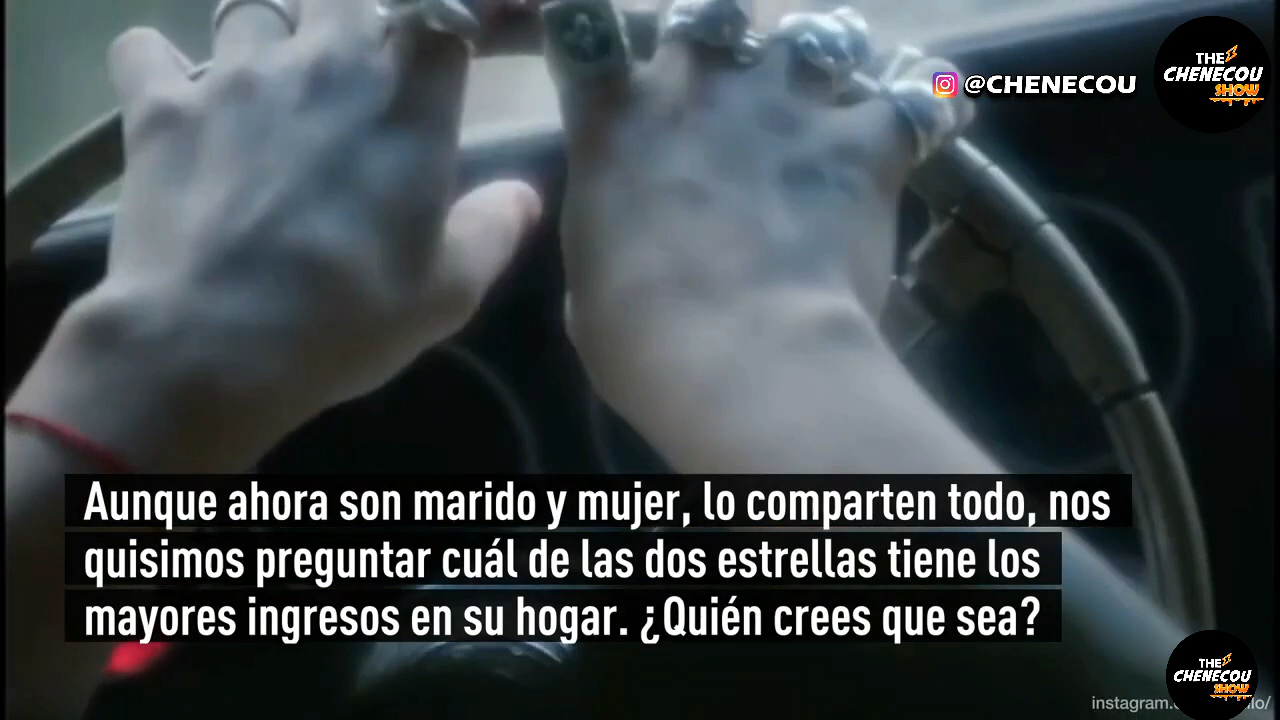 THE
CHENECOU
SHOW
@CHENECOU
Aunque ahora son marido y mujer, lo comparten todo, nos
quisimos preguntar cuál de las dos estrellas tiene los
mayores ingresos en su hogar. ¿Quién crees que sea?
THE
CHENECOU
SHOW